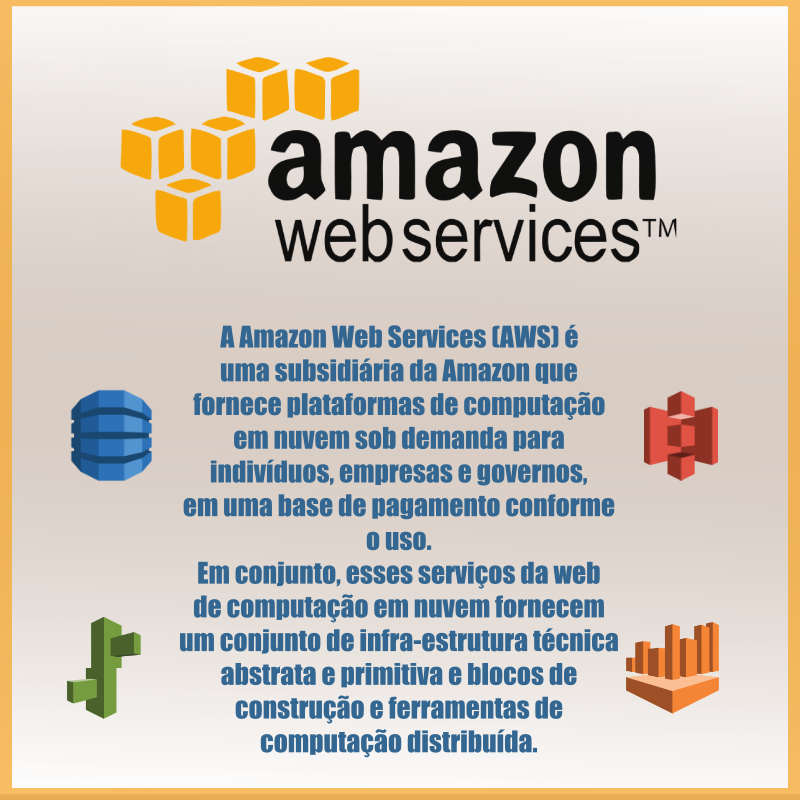 amazon
webservices™
A Amazon Web Services (AWS) é
uma subsidiária da Amazon que
fornece plataformas de computação
em nuvem sob demanda para
indivíduos, empresas e governos,
em uma base de pagamento conforme
o uso.
Em conjunto, esses serviços da web
de computação em nuvem fornecem
um conjunto de infra-estrutura técnica
abstrata e primitiva e blocos de
construção e ferramentas de
computação distribuída.